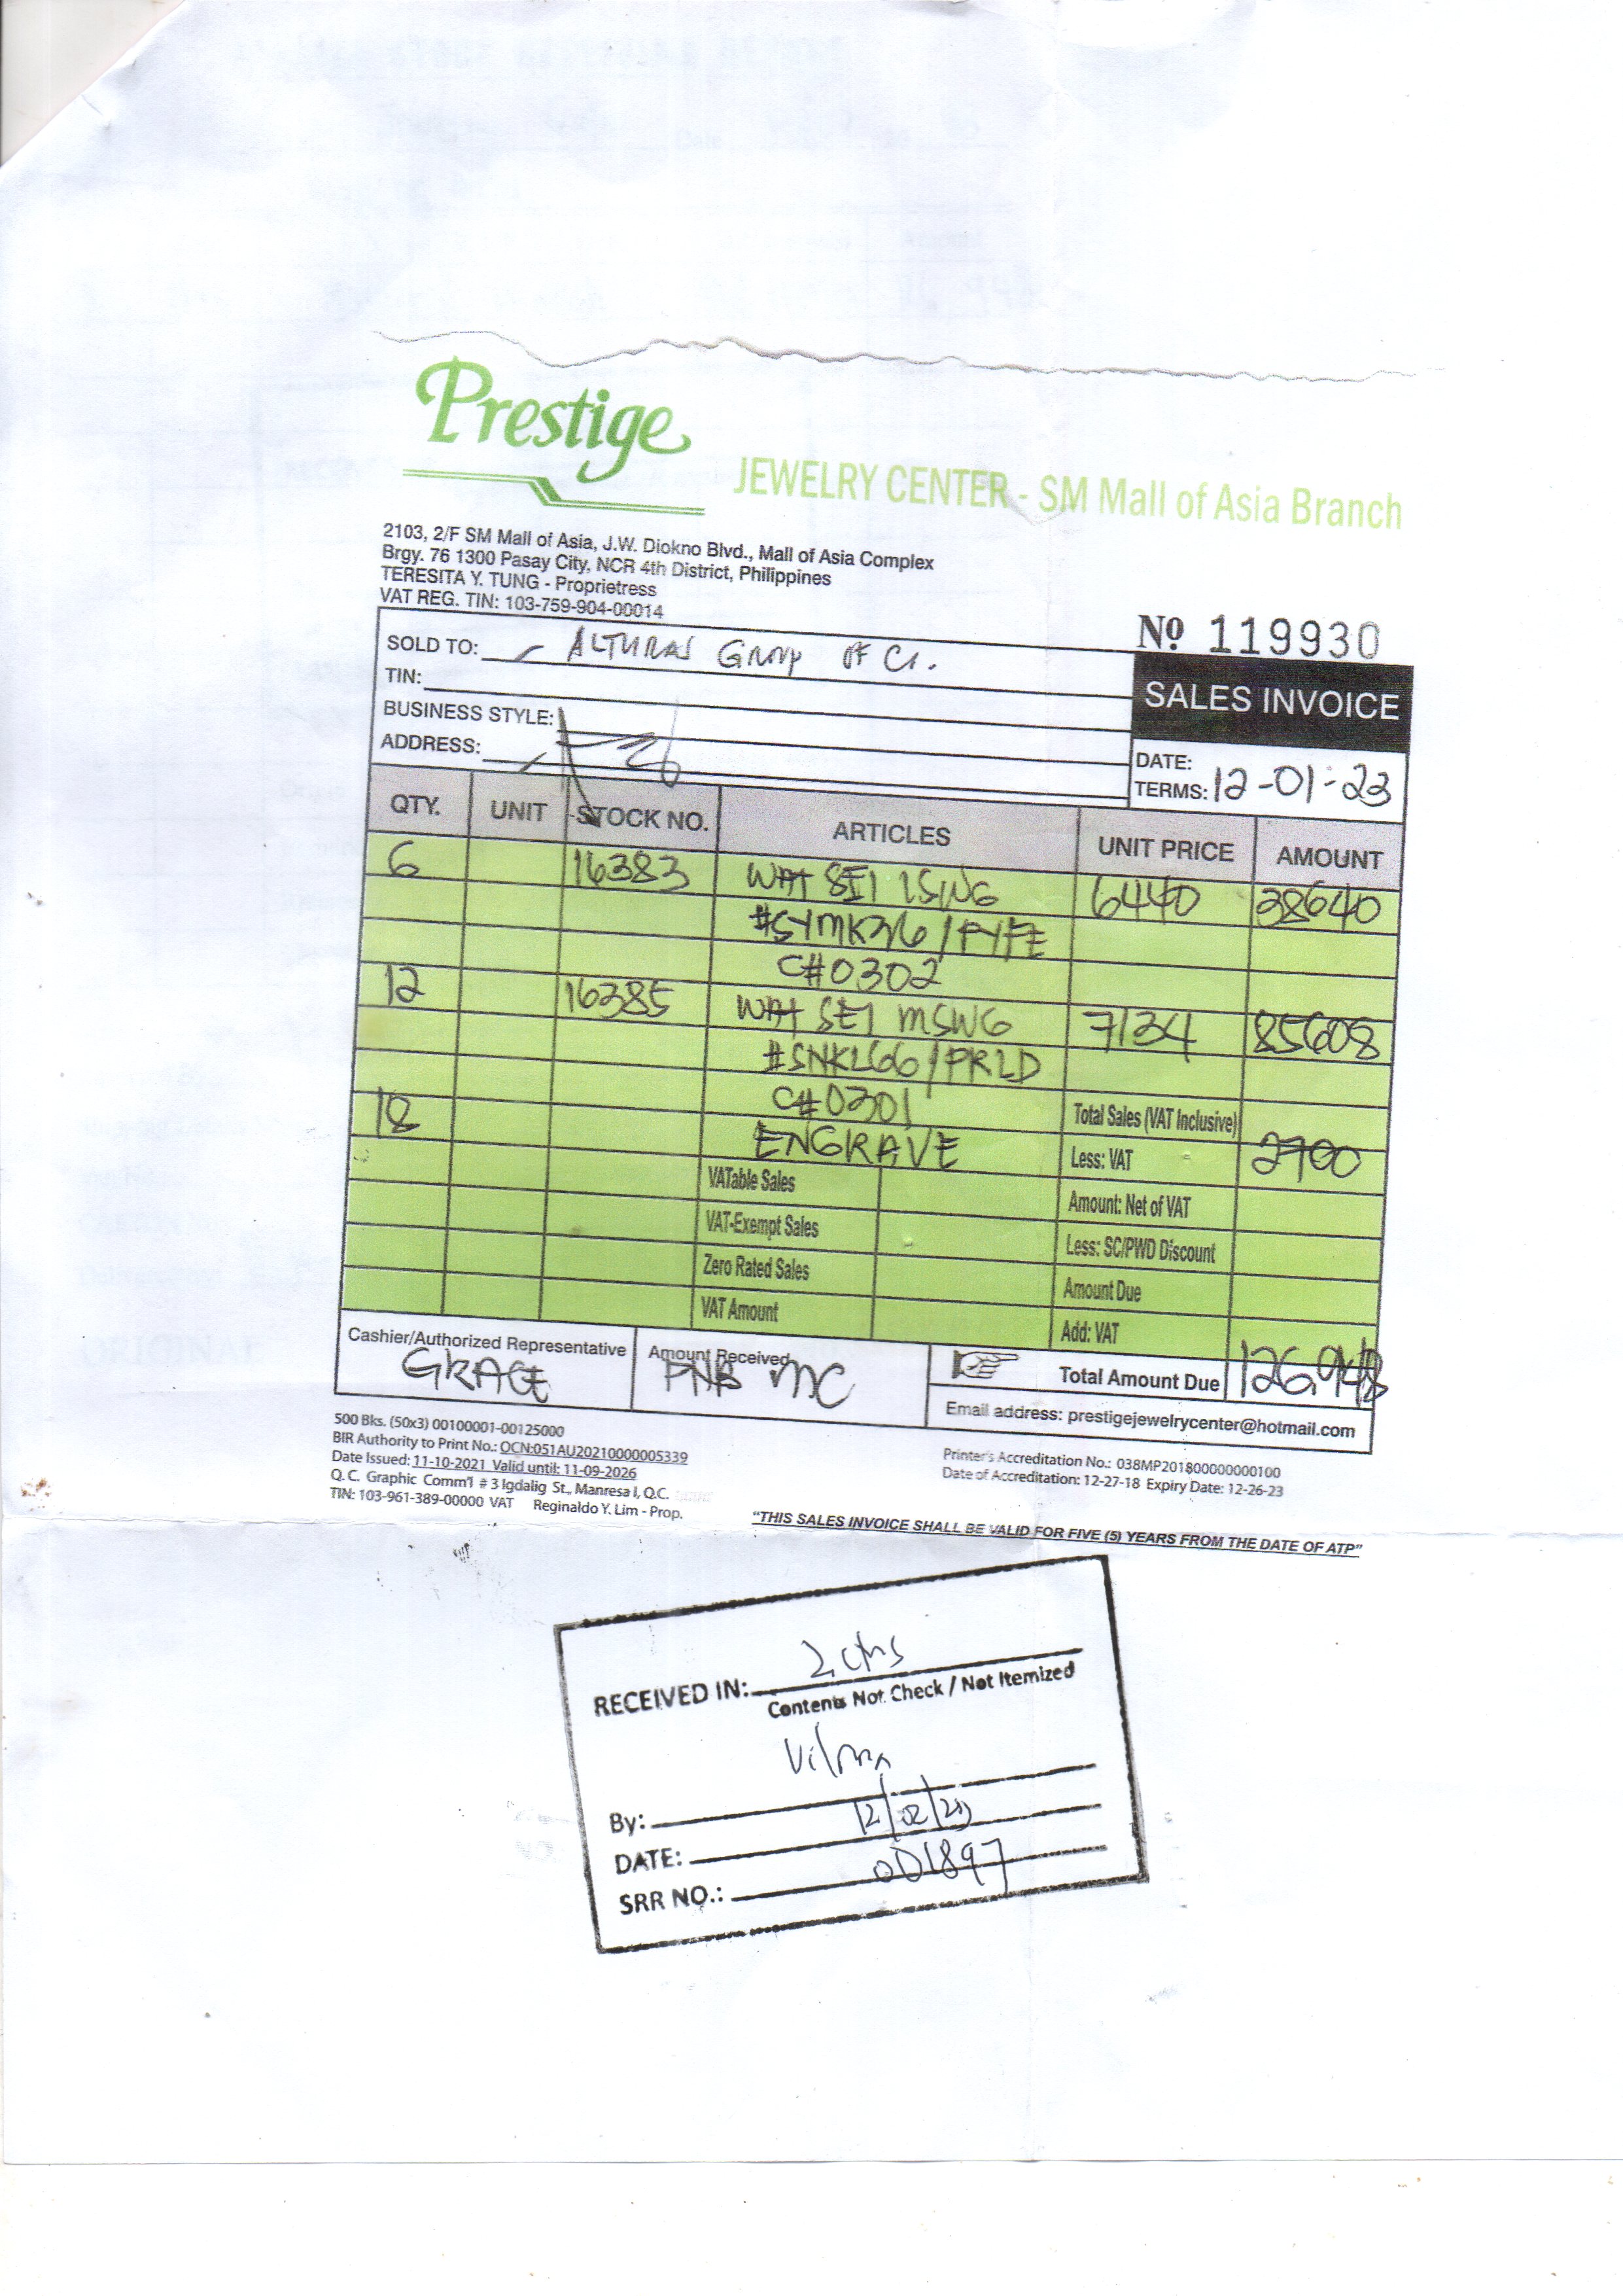 Prestige
JEWELRY CENTER - SM Mall of Asia Branch
2103, 2/F SM Mall of Asia, J.W. Diokno Blvd., Mall of Asia Complex
Brgy. 76 1300 Pasay City, NCR 4th District, Philippines
TERESITA Y. TUNG - Proprietress
VAT REG. TIN: 103-759-904-00014
No 119930
SOLD TO: ALTURAS Group OF Co.
SALES INVOICE
TIN:
BUSINESS STYLE:
ADDRESS:
DATE:
TERMS: 12-01-23
QTY. UNIT STOCK NO. ARTICLES UNIT PRICE AMOUNT
6 16383 WAT SEI LSWG 6440 38640
#SYMK36/FYFE
C#0302
12 16385 WAT SEI MSWG 7134 85608
#SNKL66/PRLD
C#0301
18 ENGRAVE 2700
Total Sales (VAT Inclusive)
Less: VAT
VATable Sales Amount: Net of VAT
VAT-Exempt Sales Less: SC/PWD Discount
Zero Rated Sales Amount Due
VAT Amount Add: VAT
Cashier/Authorized Representative Amount Received
GRACE PNB MC
Total Amount Due 126,948
Email address: prestigejewelrycenter@hotmail.com
500 Bks. (50x3) 00100001-00125000
BIR Authority to Print No.: OCN:051AU20210000005339
Date Issued: 11-10-2021 Valid until: 11-09-2026
Q. C. Graphic Comm'l # 3 Igdalig St., Manresa I, Q.C.
TIN: 103-961-389-00000 VAT Reginaldo Y. Lim - Prop.
Printer's Accreditation No.: 038MP201800000000100
Date of Accreditation: 12-27-18 Expiry Date: 12-26-23
"THIS SALES INVOICE SHALL BE VALID FOR FIVE (5) YEARS FROM THE DATE OF ATP"
RECEIVED IN: 2 ctns
Contents Not Check / Not Itemized
Vilma
By:
DATE: 12/02/23
SRR NO.: 001897